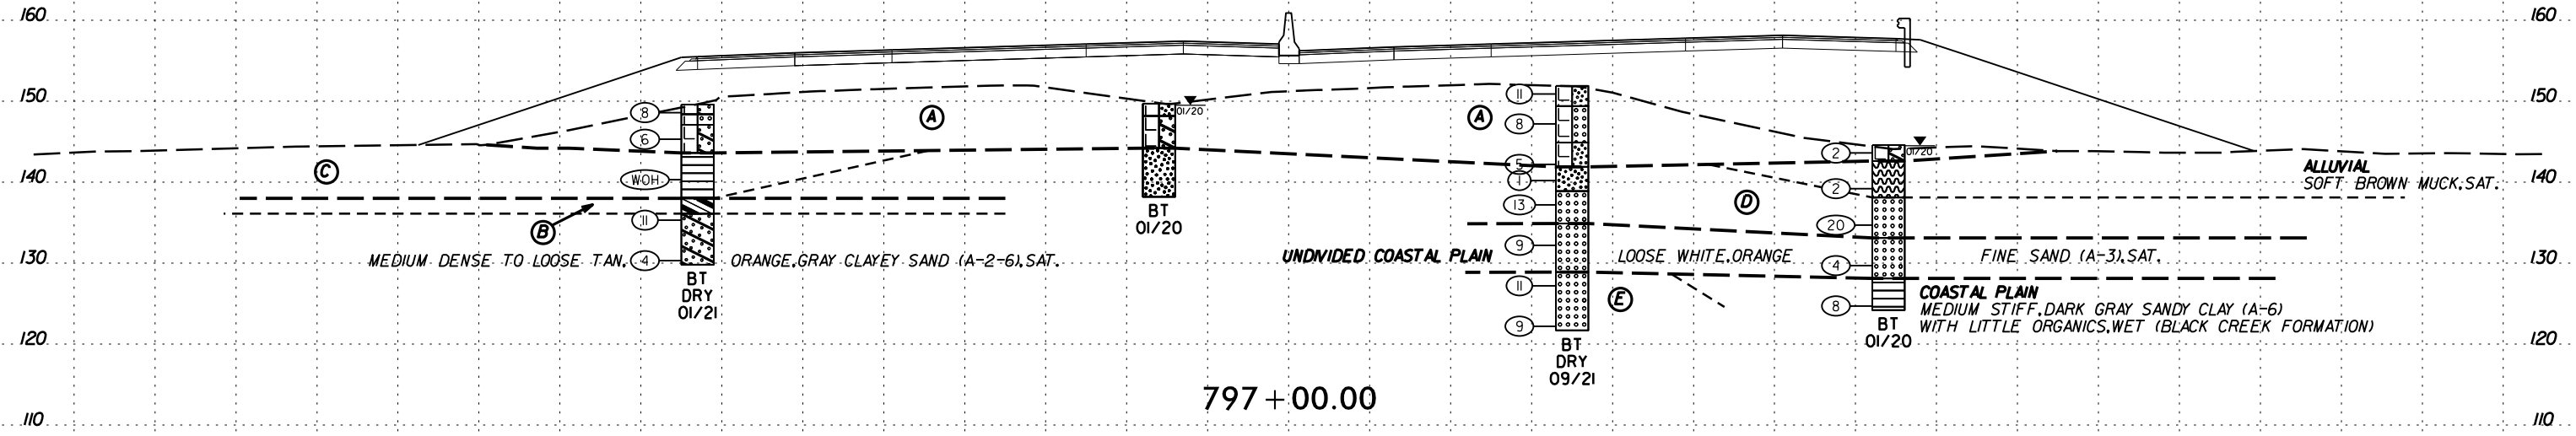 160 160
150 150
140 140
130 130
120 120
110 110
8
6
WOH
11
4
BT
DRY
01/21
A
C
B
MEDIUM DENSE TO LOOSE TAN, ORANGE,GRAY CLAYEY SAND (A-2-6),SAT.
01/20
BT
01/20
A
11
8
5
1
13
9
11
9
BT
DRY
09/21
UNDIVIDED COASTAL PLAIN
LOOSE WHITE,ORANGE FINE SAND (A-3),SAT.
D
E
2
2
20
4
8
01/20
BT
01/20
ALLUVIAL
SOFT BROWN MUCK,SAT.
COASTAL PLAIN
MEDIUM STIFF,DARK GRAY SANDY CLAY (A-6)
WITH LITTLE ORGANICS,WET (BLACK CREEK FORMATION)
797+00.00